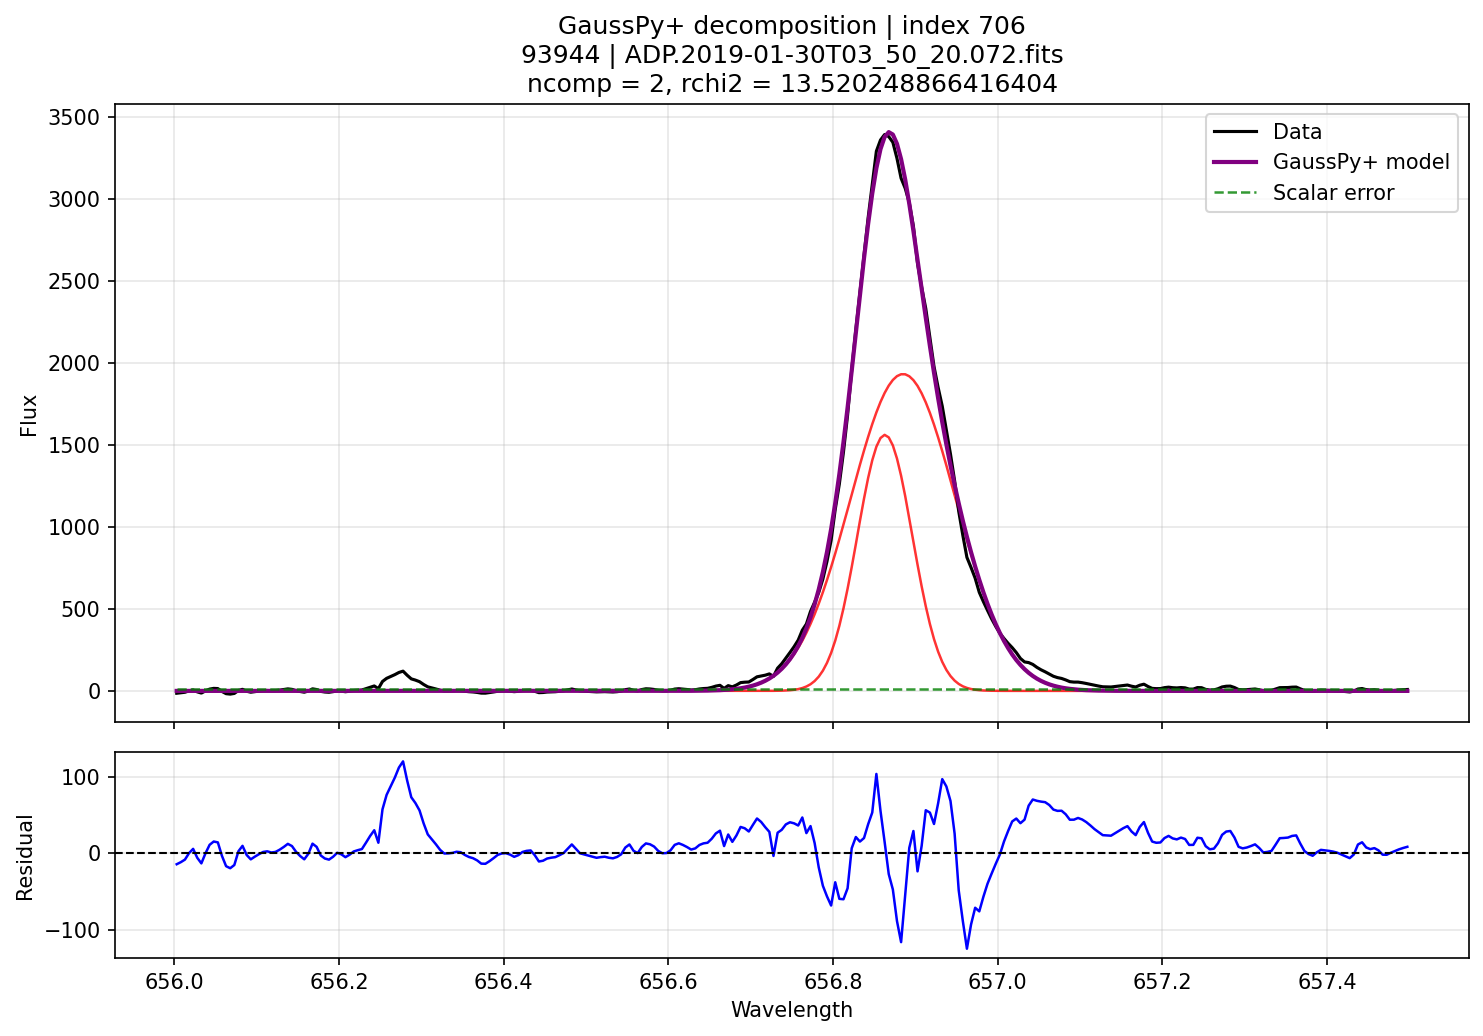 GaussPy+ decomposition | index 706
93944 | ADP.2019-01-30T03_50_20.072.fits
ncomp = 2, rchi2 = 13.520248866416404
Data
GaussPy+ model
Scalar error
Flux
3500
3000
2500
2000
1500
1000
500
0
Residual
100
0
−100
656.0 656.2 656.4 656.6 656.8 657.0 657.2 657.4
Wavelength